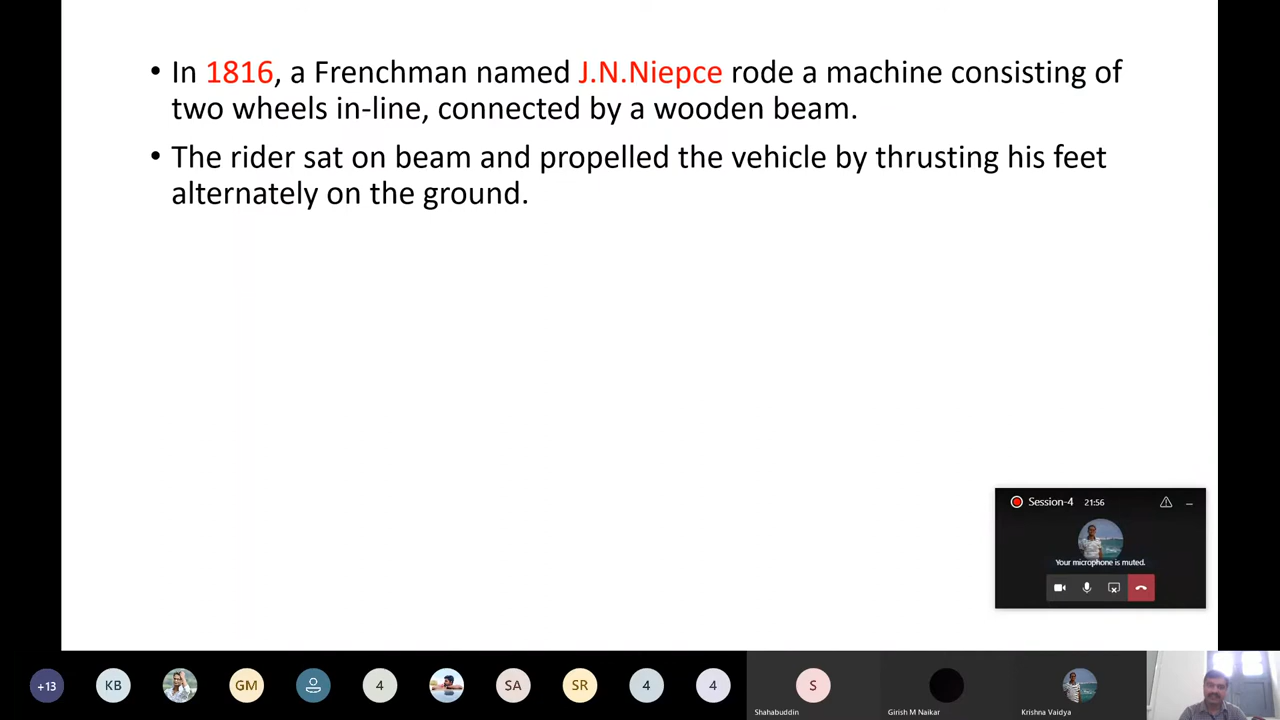 • In 1816, a Frenchman named J.N.Niepce rode a machine consisting of
two wheels in-line, connected by a wooden beam.
• The rider sat on beam and propelled the vehicle by thrusting his feet
alternately on the ground.
Session-4 21:56
Your microphone is muted.
+13 KB GM 4 SA SR 4 4 S
Shahabuddin Girish M Naikar Krishna Vaidya